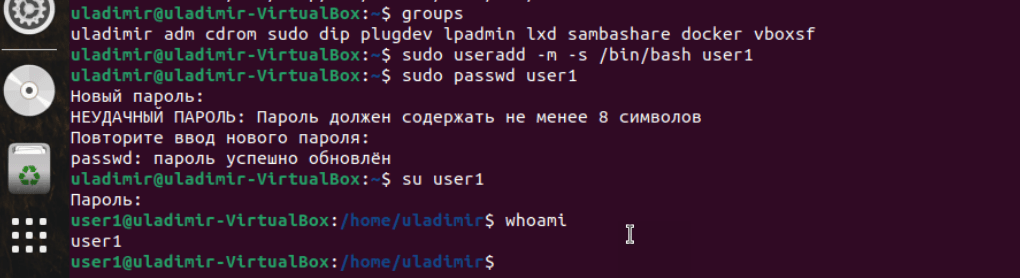 uladimir@uladimir-VirtualBox:~$ groups
uladimir adm cdrom sudo dip plugdev lpadmin lxd sambashare docker vboxsf
uladimir@uladimir-VirtualBox:~$ sudo useradd -m -s /bin/bash user1
uladimir@uladimir-VirtualBox:~$ sudo passwd user1
Новый пароль:
НЕУДАЧНЫЙ ПАРОЛЬ: Пароль должен содержать не менее 8 символов
Повторите ввод нового пароля:
passwd: пароль успешно обновлён
uladimir@uladimir-VirtualBox:~$ su user1
Пароль:
user1@uladimir-VirtualBox:/home/uladimir$ whoami
user1
user1@uladimir-VirtualBox:/home/uladimir$